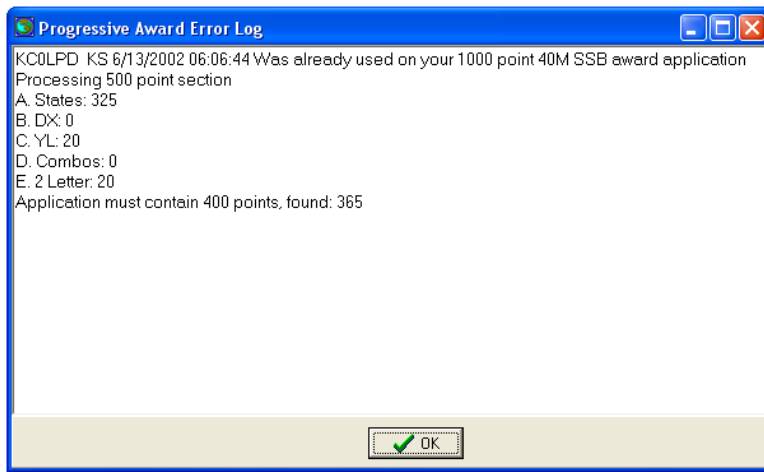 Progressive Award Error Log
KC0LPD KS 6/13/2002 06:06:44 Was already used on your 1000 point 40M SSB award application
Processing 500 point section
A. States: 325
B. DX: 0
C. YL: 20
D. Combos: 0
E. 2 Letter: 20
Application must contain 400 points, found: 365
OK